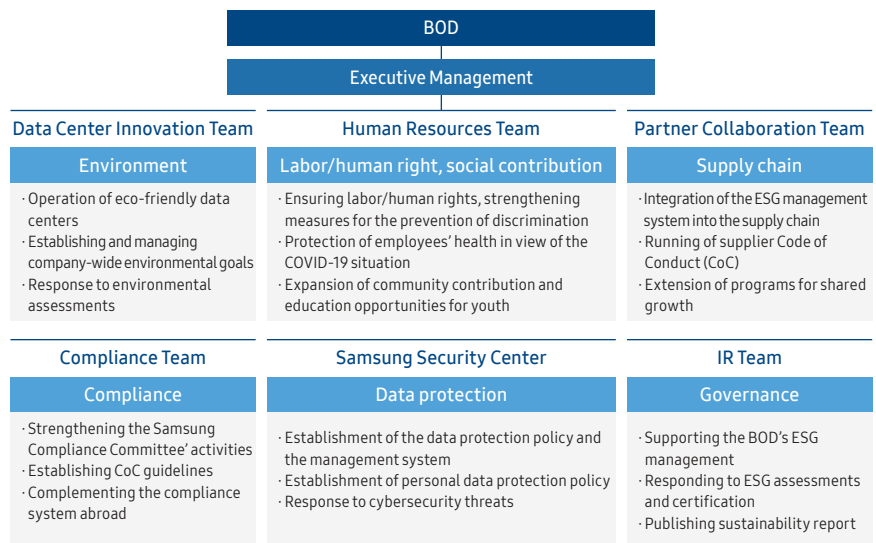 BOD
Executive Management
Data Center Innovation Team
Environment
· Operation of eco-friendly data
centers
· Establishing and managing
company-wide environmental goals
· Response to environmental
assessments
Human Resources Team
Labor/human right, social contribution
· Ensuring labor/human rights, strengthening
measures for the prevention of discrimination
· Protection of employees' health in view of the
COVID-19 situation
· Expansion of community contribution and
education opportunities for youth
Partner Collaboration Team
Supply chain
· Integration of the ESG management
system into the supply chain
· Running of supplier Code of
Conduct (CoC)
· Extension of programs for shared
growth
Compliance Team
Compliance
· Strengthening the Samsung
Compliance Committee' activities
· Establishing CoC guidelines
· Complementing the compliance
system abroad
Samsung Security Center
Data protection
· Establishment of the data protection policy and
the management system
· Establishment of personal data protection policy
· Response to cybersecurity threats
IR Team
Governance
· Supporting the BOD's ESG
management
· Responding to ESG assessments
and certification
· Publishing sustainability report